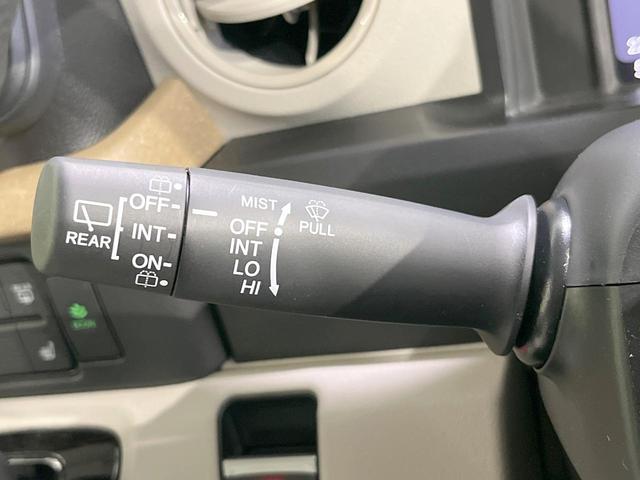 REAR
OFF
INT
ON
MIST
OFF
INT
LO
HI
PULL